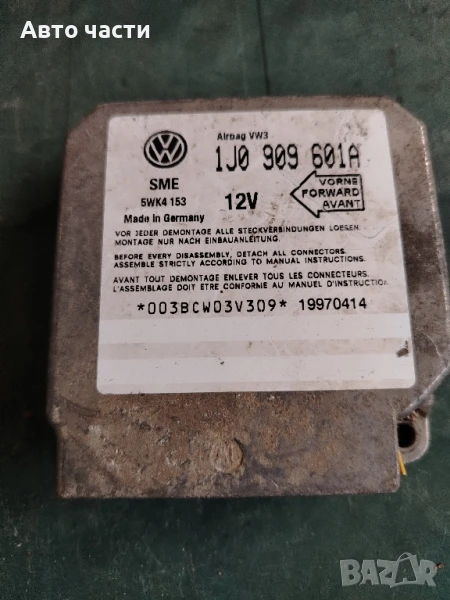 Авто части
Airbag VW3
1J0 909 601A
SME
5WK4 153
12V
VORNE
FORWARD
AVANT
Made In Germany
VOR JEDER DEMONTAGE ALLE STECKVERBINDUNGEN LOESEN.
MONTAGE NUR NACH EINBAUANLEITUNG.
BEFORE EVERY DISASSEMBLY, DETACH ALL CONNECTORS.
ASSEMBLE STRICTLY ACCORDING TO MANUAL INSTRUCTIONS.
AVANT TOUT DEMONTAGE ENLEVER TOUS LES CONNECTEURS.
L'ASSEMBLAGE DOIT ETRE CONFORME AU MANUEL D'INSTRUCTION
*003BCW03V309* 19970414
BAZAR